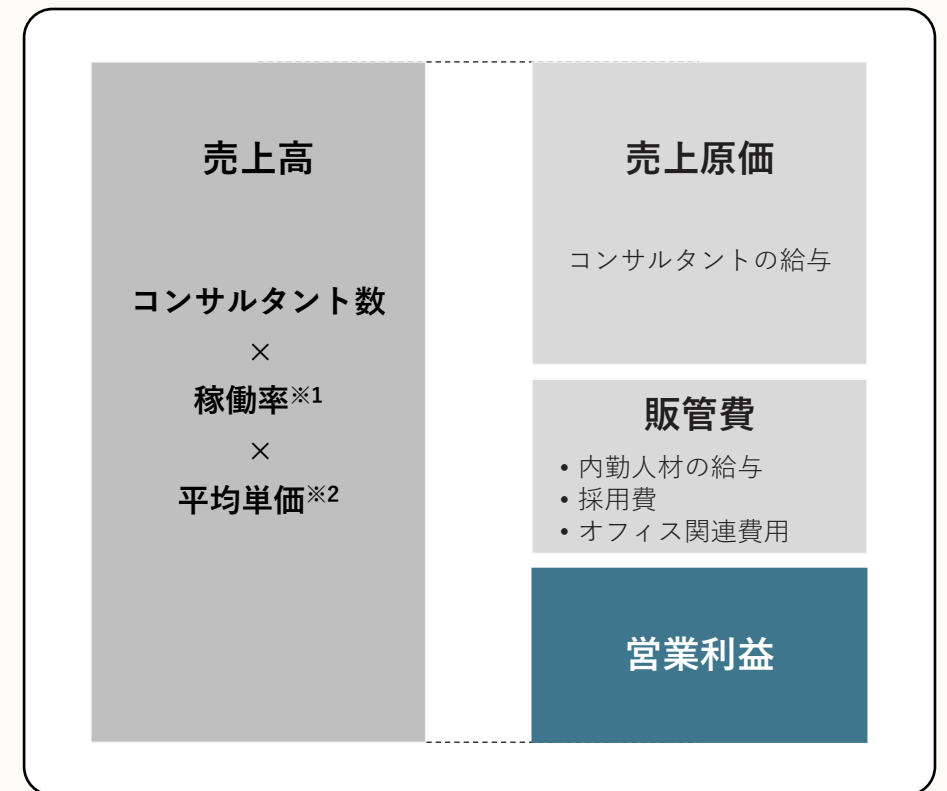 売上高
コンサルタント数
×
稼働率※1
×
平均単価※2
売上原価
コンサルタントの給与
販管費
• 内勤人材の給与
• 採用費
• オフィス関連費用
営業利益